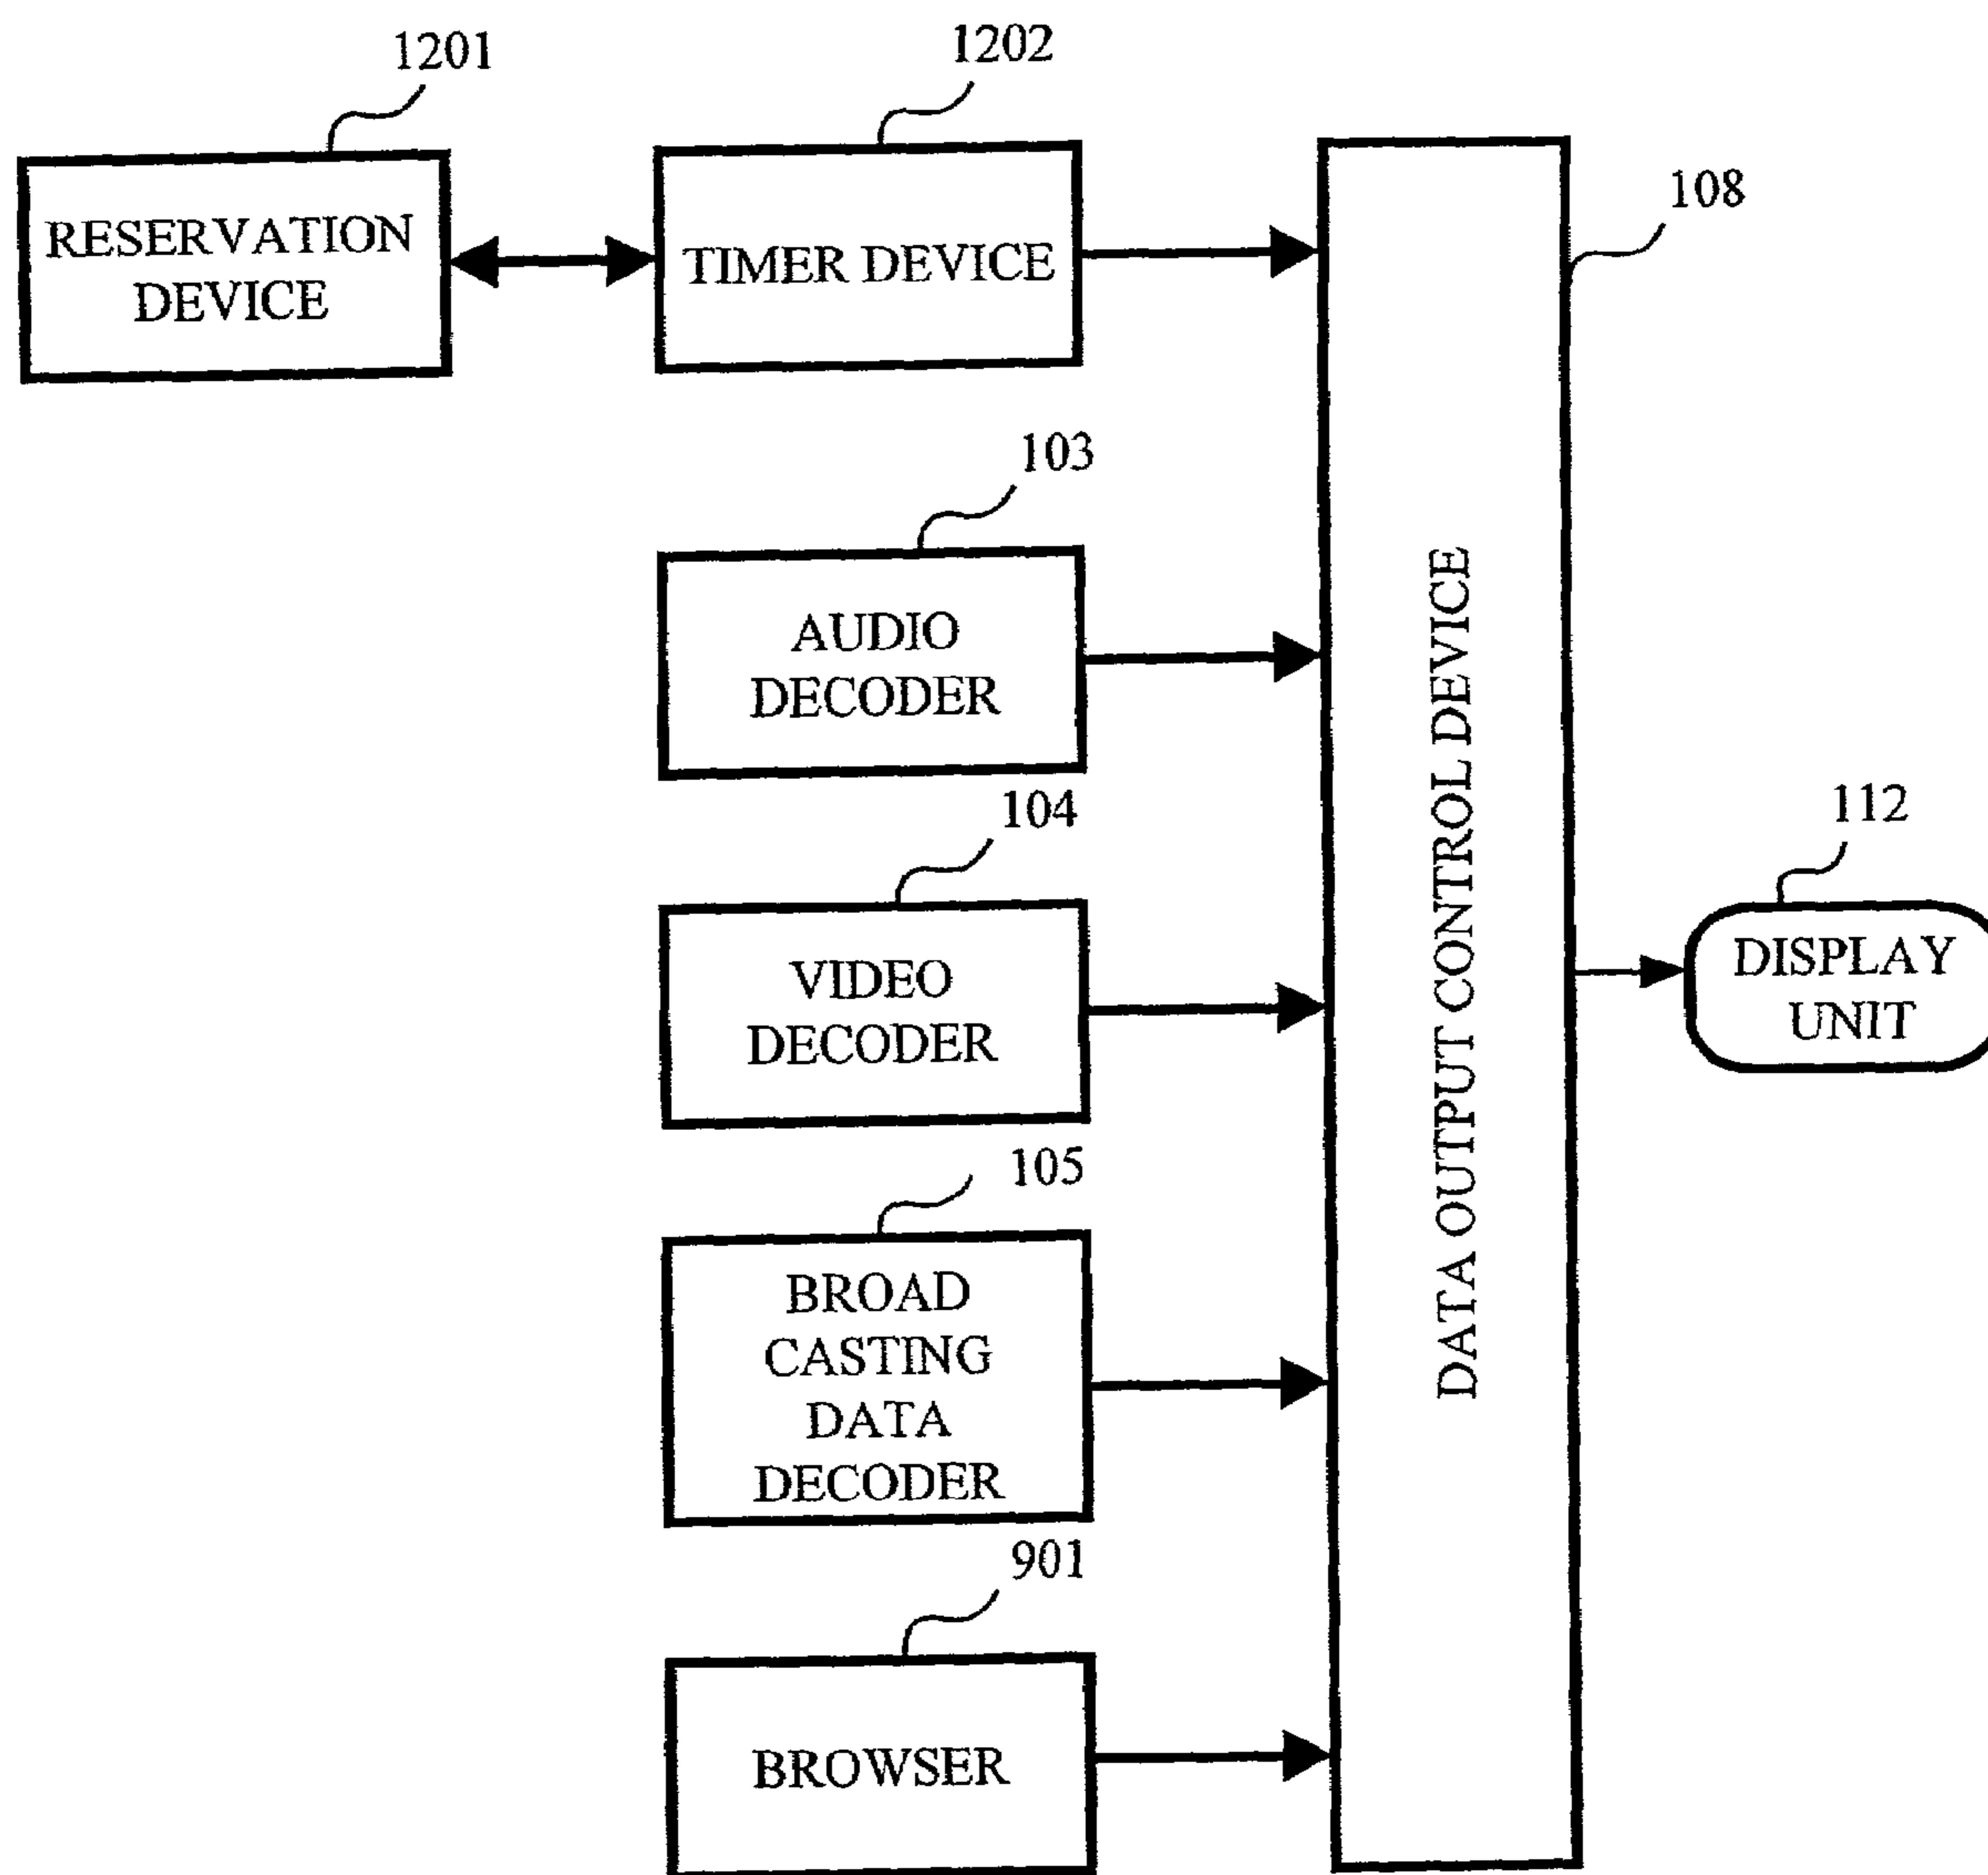 1201
1202
108
RESERVATION
DEVICE
TIMER DEVICE
103
AUDIO
DECODER
104
VIDEO
DECODER
105
BROAD
CASTING
DATA
DECODER
901
BROWSER
DATA OUTPUT CONTROL DEVICE
112
DISPLAY
UNIT